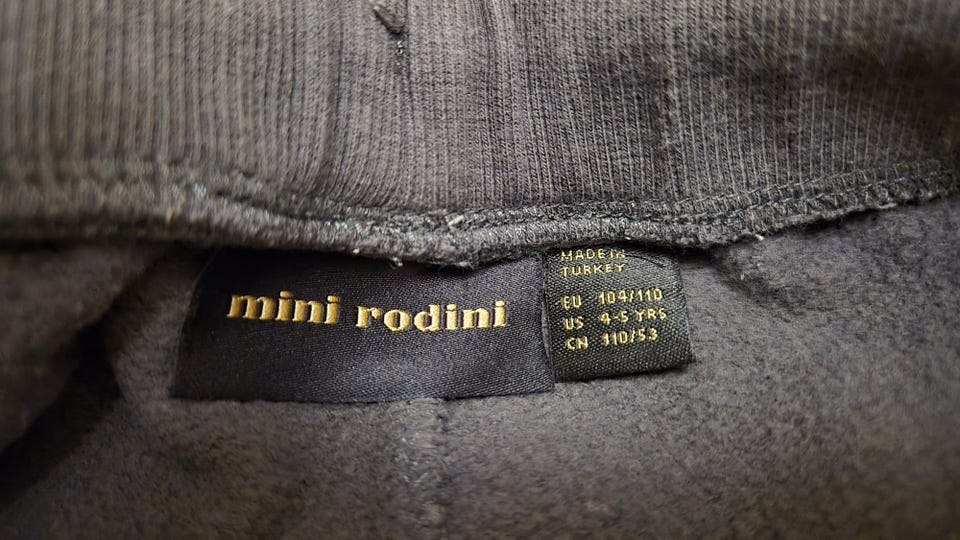 mini rodini
MADE IN
TURKEY
EU 104/110
US 4-5 YRS
CN 110/53